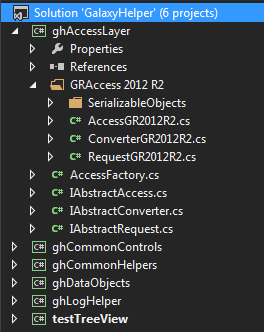 Solution 'GalaxyHelper' (6 projects)
C# ghAccessLayer
Properties
References
GRAccess 2012 R2
SerializableObjects
C# AccessGR2012R2.cs
C# ConverterGR2012R2.cs
C# RequestGR2012R2.cs
C# AccessFactory.cs
C# IAbstractAccess.cs
C# IAbstractConverter.cs
C# IAbstractRequest.cs
C# ghCommonControls
C# ghCommonHelpers
C# ghDataObjects
C# ghLogHelper
C# testTreeView